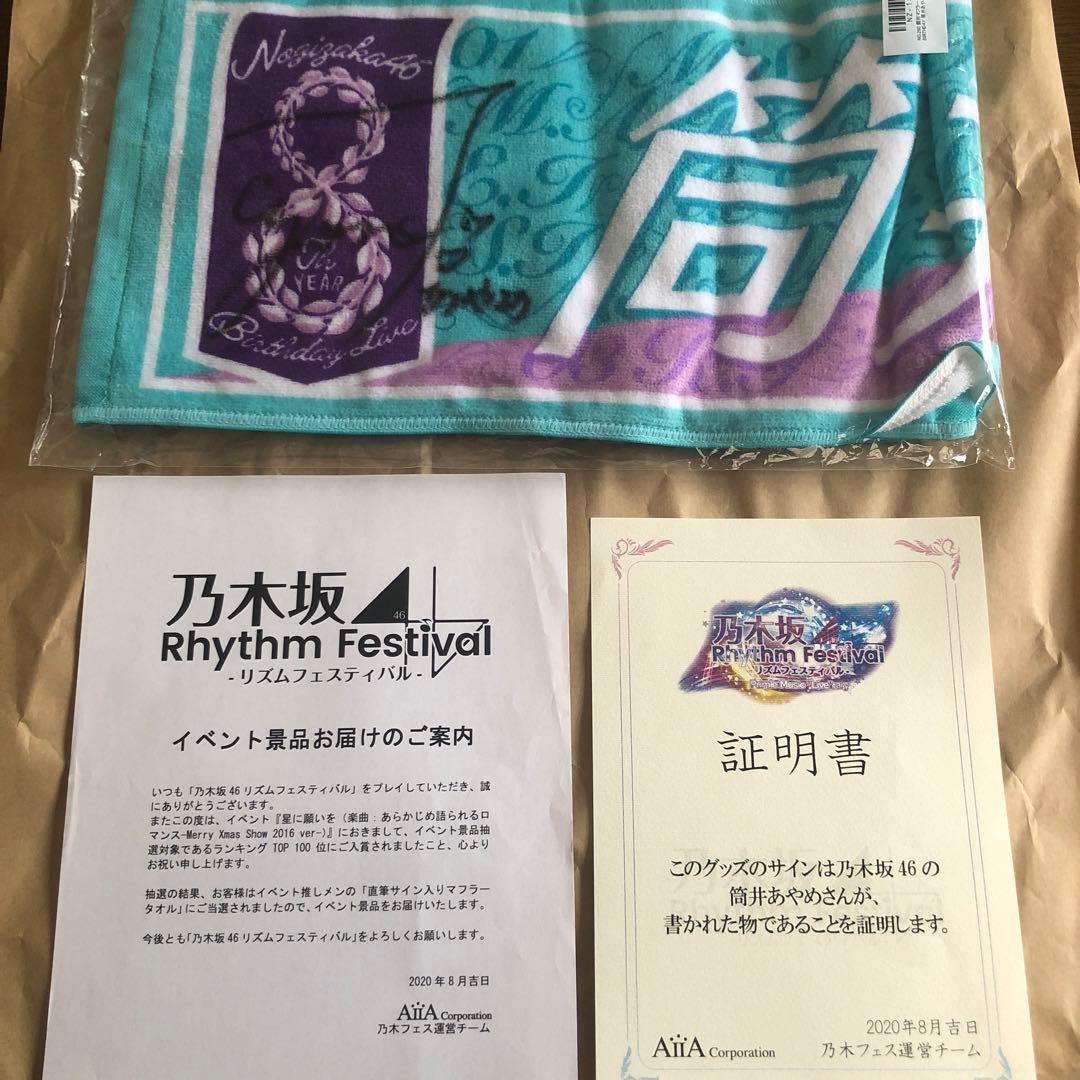 Nogizaka46
8
Th
YEAR
Birthday Live
筒
乃木坂46
Rhythm Festival
-リズムフェスティバル-
イベント景品お届けのご案内
いつも「乃木坂46リズムフェスティバル」をプレイしていただき、誠
にありがとうございます。
またこの度は、イベント『星に願いを（楽曲：あらかじめ語られるロ
マンス-Merry Xmas Show 2016 ver-）』におきまして、イベント景品抽
選対象であるランキング TOP 100 位にご入賞されましたこと、心より
お祝い申し上げます。
抽選の結果、お客様はイベント推しメンの「直筆サイン入りマフラー
タオル」にご当選されましたので、イベント景品をお届けいたします。
今後とも「乃木坂46リズムフェスティバル」をよろしくお願いします。
2020年8月吉日
AiiA Corporation
乃木フェス運営チーム
乃木坂46
Rhythm Festival
-リズムフェスティバル-
証明書
このグッズのサインは乃木坂46の
筒井あやめさんが、
書かれた物であることを証明します。
2020年8月吉日
AiiA Corporation
乃木フェス運営チーム